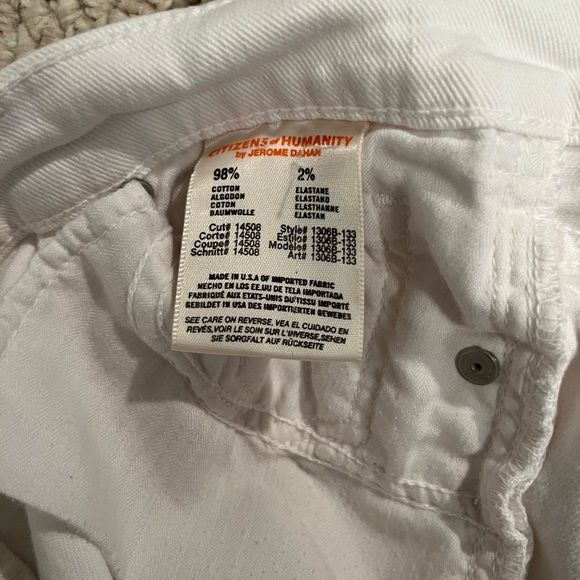 CITIZENS of HUMANITY
by JEROME DAHAN
98% 2%
COTTON ELASTANE
ALGODON ELASTANO
COTON ELASTHANNE
BAUMWOLLE ELASTAN
Cut# 14508 Style# 1306B-133
Corte# 14508 Estilo# 1306B-133
Coupe# 14508 Modele# 1306B-133
Schnitt# 14508 Art# 1306B-133
MADE IN U.S.A OF IMPORTED FABRIC
HECHO EN LOS EE.UU DE TELA IMPORTADA
FABRIQUÉ AUX ETATS-UNIS DU TISSU IMPORTÉ
GEBILDET IN USA DES IMPORTIERTEN GEWEBES
SEE CARE ON REVERSE, VEA EL CUIDADO EN
REVÉS, VOIR LE SOIN SUR L'INVERSE, SEHEN
SIE SORGFALT AUF RÜCKSEITE